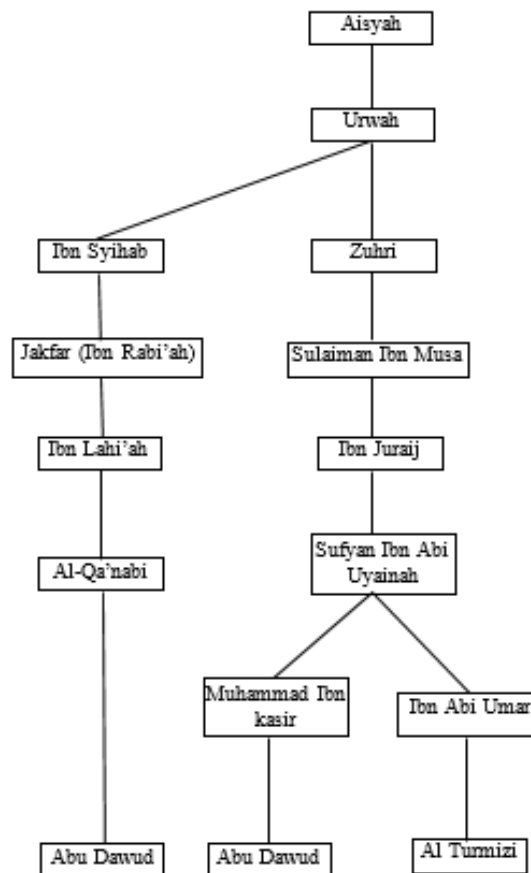 Aisyah
Urwah
Ibn Syihab
Zuhri
Jakfar (Ibn Rabi'ah)
Sulaiman Ibn Musa
Ibn Lahi'ah
Ibn Juraij
Al-Qa'nabi
Sufyan Ibn Abi
Uyainah
Muhammad Ibn
kasir
Ibn Abi Umar
Abu Dawud
Abu Dawud
Al Turmizi